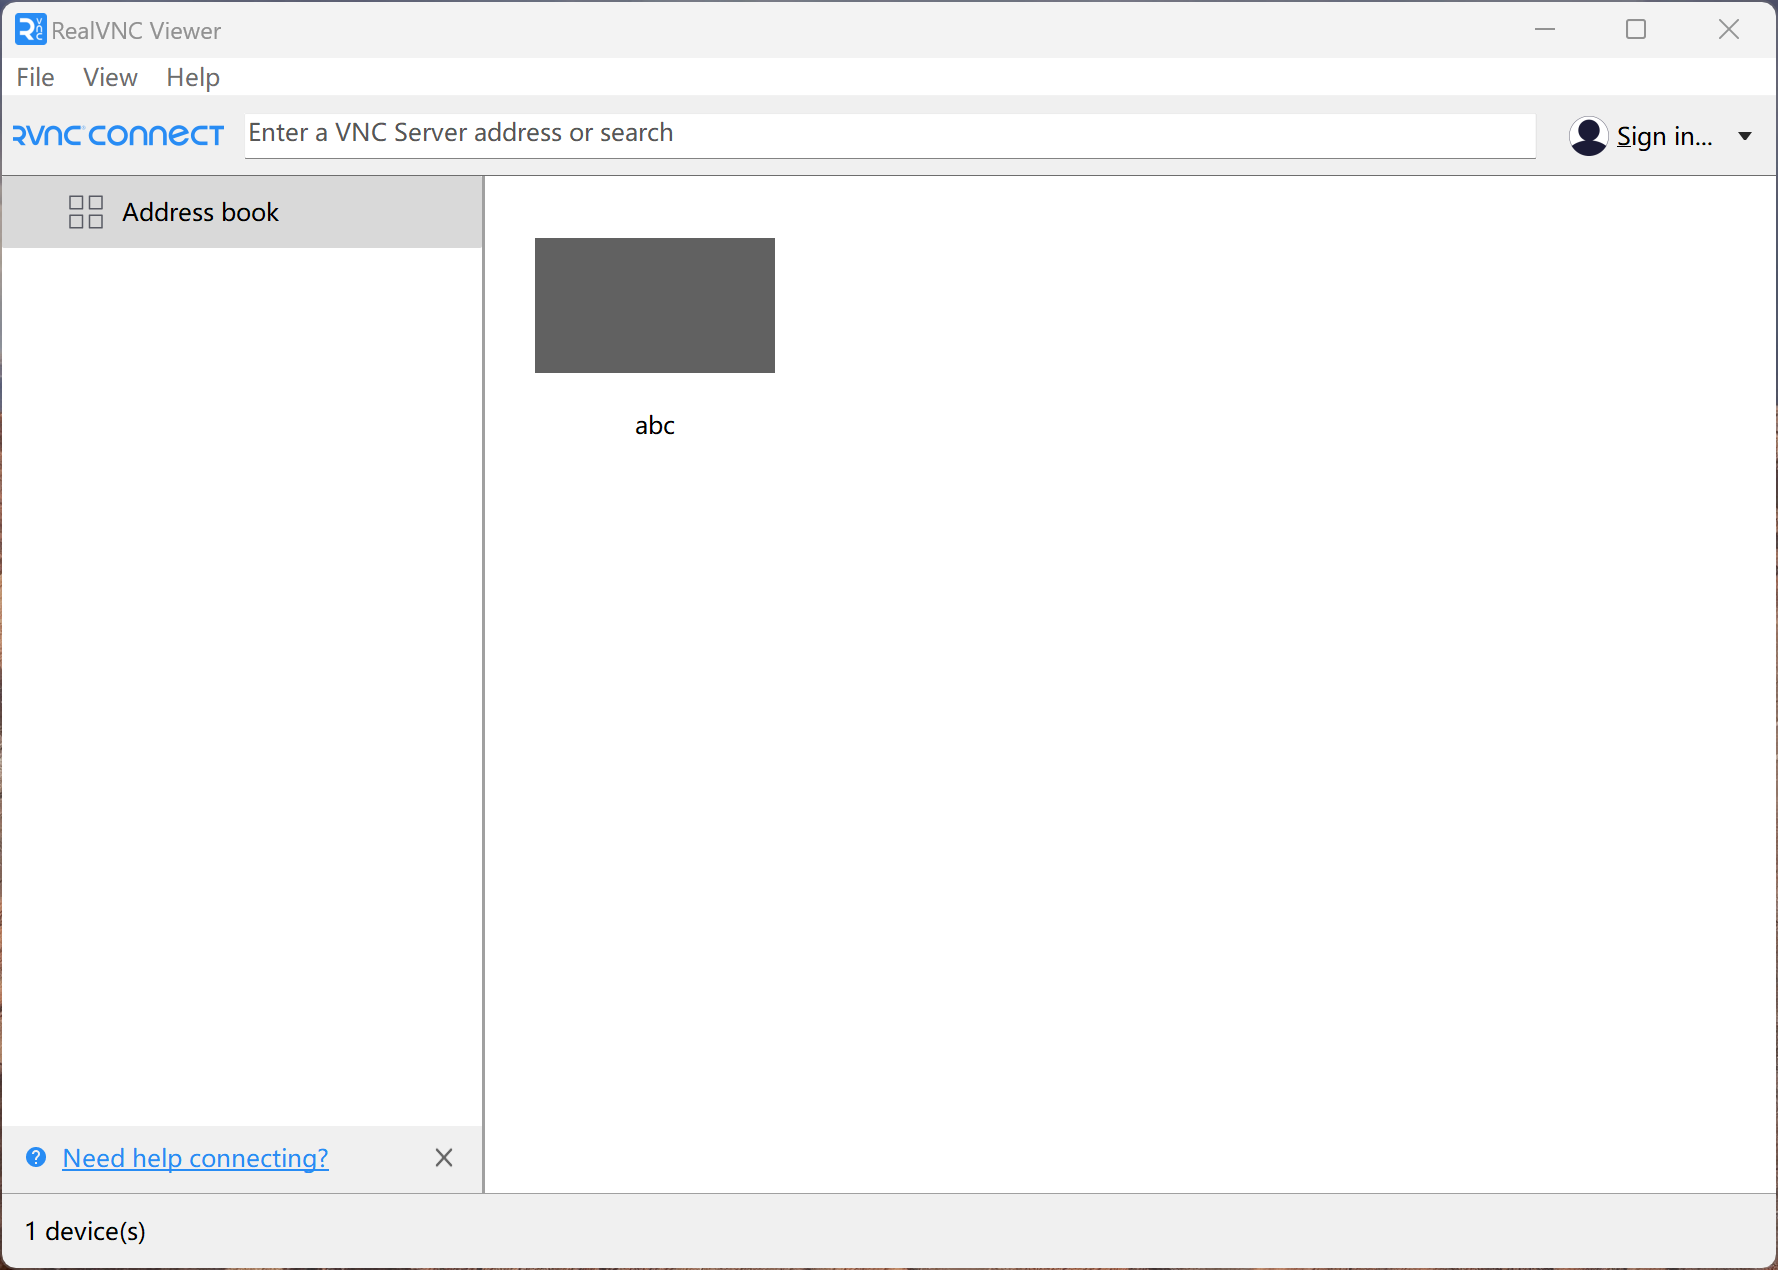 RealVNC Viewer
File View Help
RVNC CONNECT
Enter a VNC Server address or search
Sign in...
Address book
abc
Need help connecting?
1 device(s)